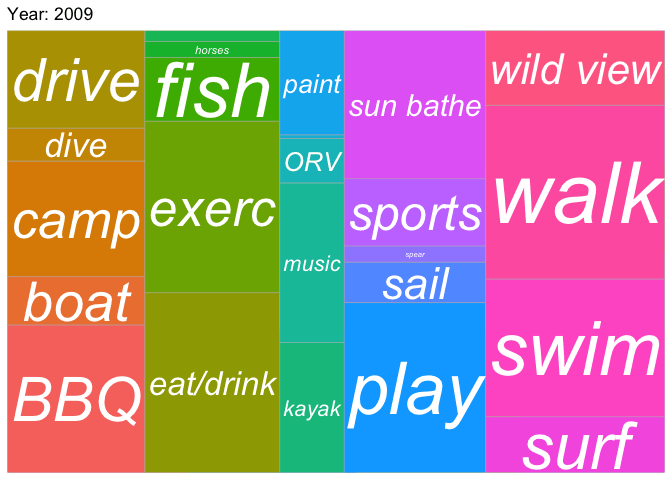 Year: 2009
drive
dive
camp
boat
BBQ
horses
fish
exerc
eat/drink
paint
ORV
music
kayak
sun bathe
sports
spear
sail
play
wild view
walk
swim
surf